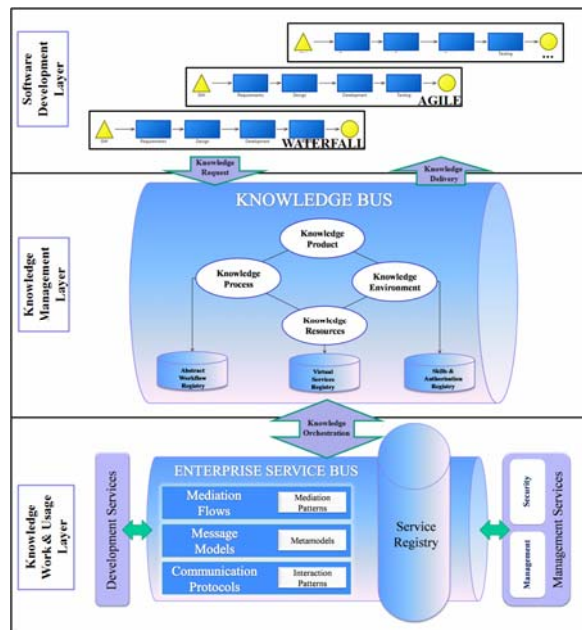 Software
Development
Layer
Testing
...
Requirements
Design
Development
Testing
AGILE
Requirements
Design
Development
WATERFALL
Knowledge
Request
Knowledge
Delivery
Knowledge
Management
Layer
KNOWLEDGE BUS
Knowledge
Product
Knowledge
Process
Knowledge
Environment
Knowledge
Resources
Abstract
Workflow
Registry
Virtual
Services
Registry
Skills &
Authorisation
Registry
Knowledge
Orchestration
Knowledge
Work & Usage
Layer
Development Services
ENTERPRISE SERVICE BUS
Mediation
Flows
Mediation
Patterns
Message
Models
Metamodels
Communication
Protocols
Interaction
Patterns
Service
Registry
Security
Management
Management Services